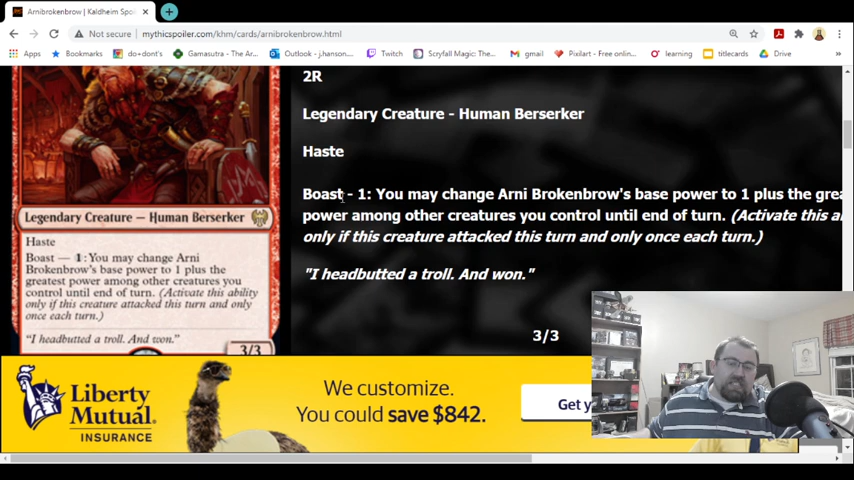 Arnibrokenbrow | Kaldheim Spoi
Not secure | mythicspoiler.com/khm/cards/arnibrokenbrow.html
Apps Bookmarks do+dont's Gamasutra - The Ar... Outlook - j.hanson... Twitch Scryfall Magic: The... gmail Pixilart - Free onlin... learning titlecards Drive
2R
Legendary Creature - Human Berserker
Haste
Boast - 1: You may change Arni Brokenbrow's base power to 1 plus the grea
power among other creatures you control until end of turn. (Activate this a
only if this creature attacked this turn and only once each turn.)
"I headbutted a troll. And won."
3/3
Legendary Creature — Human Berserker
Haste
Boast — 1: You may change Arni
Brokenbrow's base power to 1 plus the
greatest power among other creatures you
control until end of turn. (Activate this ability
only if this creature attacked this turn and only
once each turn.)
"I headbutted a troll. And won."
3/3
Liberty
Mutual.
INSURANCE
We customize.
You could save $842.
Get y